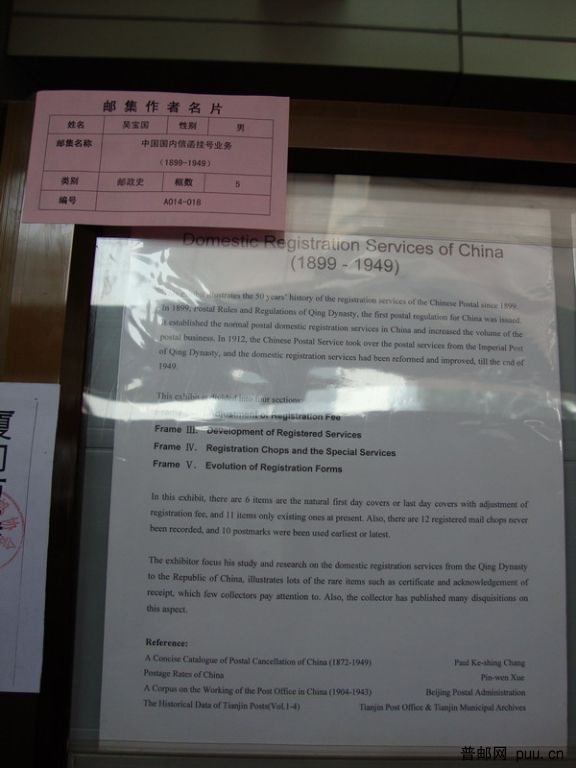 邮集作者名片
姓名 吴宝国 性别 男
邮集名称 中国国内信函挂号业务
(1899-1949)
类别 邮政史 框数 5
编号 A014-018
Domestic Registration Services of China
(1899 - 1949)
illustrates the 50 years' history of the registration services of the Chinese Postal since 1899.
In 1899, Postal Rules and Regulations of Qing Dynasty, the first postal regulation for China was issued.
It established the normal postal domestic registration services in China and increased the volume of the
postal business. In 1912, the Chinese Postal Service took over the postal services from the Imperial Post
of Qing Dynasty, and the domestic registration services had been reformed and improved, till the end of
1949.
This exhibit is divided into four sections:
Adjustment of Registration Fee
Frame Ⅲ. Development of Registered Services
Frame Ⅳ. Registration Chops and the Special Services
Frame Ⅴ. Evolution of Registration Forms
In this exhibit, there are 6 items are the natural first day covers or last day covers with adjustment of
registration fee, and 11 items only existing ones at present. Also, there are 12 registered mail chops never
been recorded, and 10 postmarks were been used earliest or latest.
The exhibitor focus his study and research on the domestic registration services from the Qing Dynasty
to the Republic of China, illustrates lots of the rare items such as certificate and acknowledgement of
receipt, which few collectors pay attention to. Also, the collector has published many disquisitions on
this aspect.
Reference:
A Concise Catalogue of Postal Cancellation of China (1872-1949) Paul Ke-shing Chang
Postage Rates of China Pin-wen Xue
A Corpus on the Working of the Post Office in China (1904-1943) Beijing Postal Administration
The Historical Data of Tianjin Posts(Vol.1-4) Tianjin Post Office & Tianjin Municipal Archives
普邮网 puu.cn